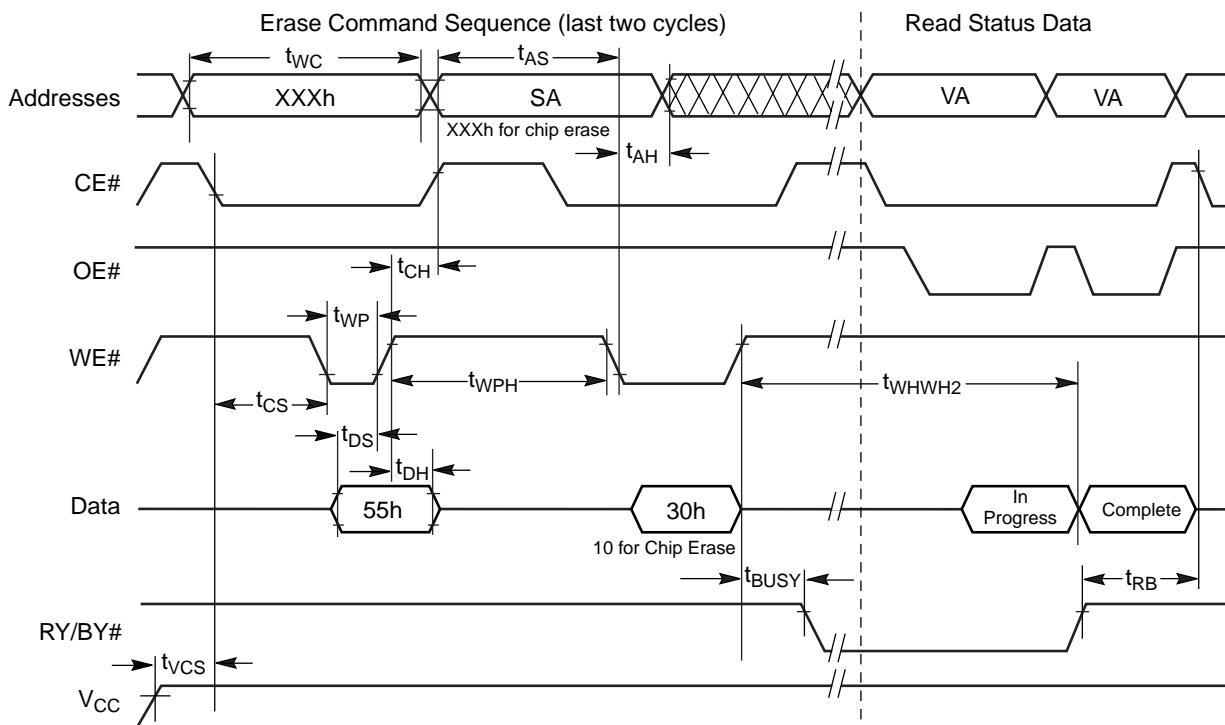 Erase Command Sequence (last two cycles)
Read Status Data
tWC
tAS
Addresses
XXXh
SA
VA
VA
XXXh for chip erase
tAH
CE#
OE#
tCH
tWP
WE#
tWPH
tWHWH2
tCS
tDS
tDH
Data
55h
30h
In
Progress
Complete
10 for Chip Erase
tBUSY
tRB
RY/BY#
tVCS
VCC